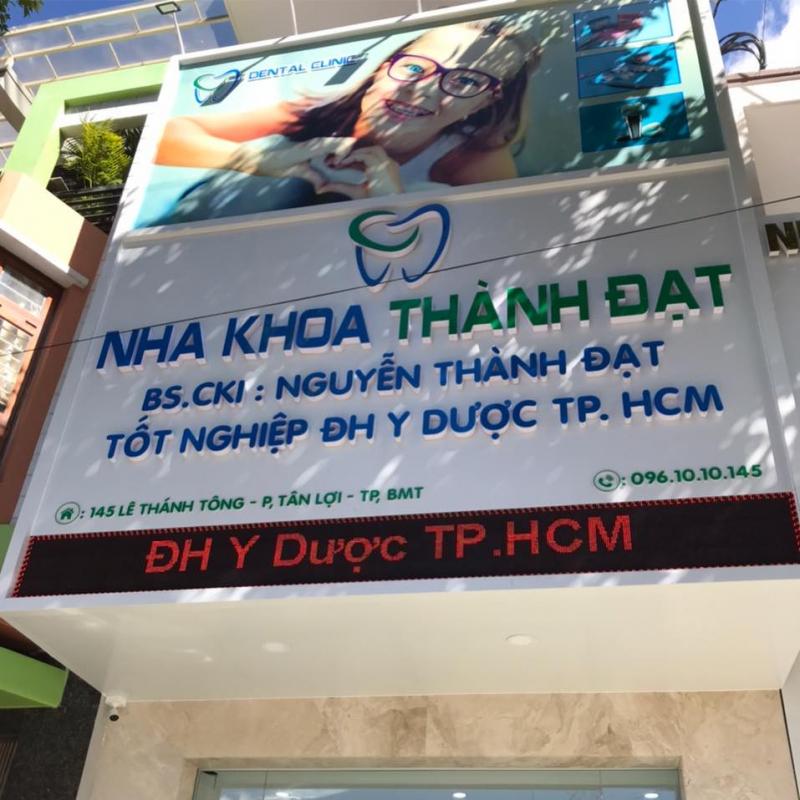 DENTAL CLINIC
NHA KHOA THÀNH ĐẠT
BS.CKI : NGUYỄN THÀNH ĐẠT
TỐT NGHIỆP ĐH Y DƯỢC TP. HCM
: 145 LÊ THÁNH TÔNG - P, TÂN LỢI - TP, BMT
: 096.10.10.145
ĐH Y Dược TP.HCM